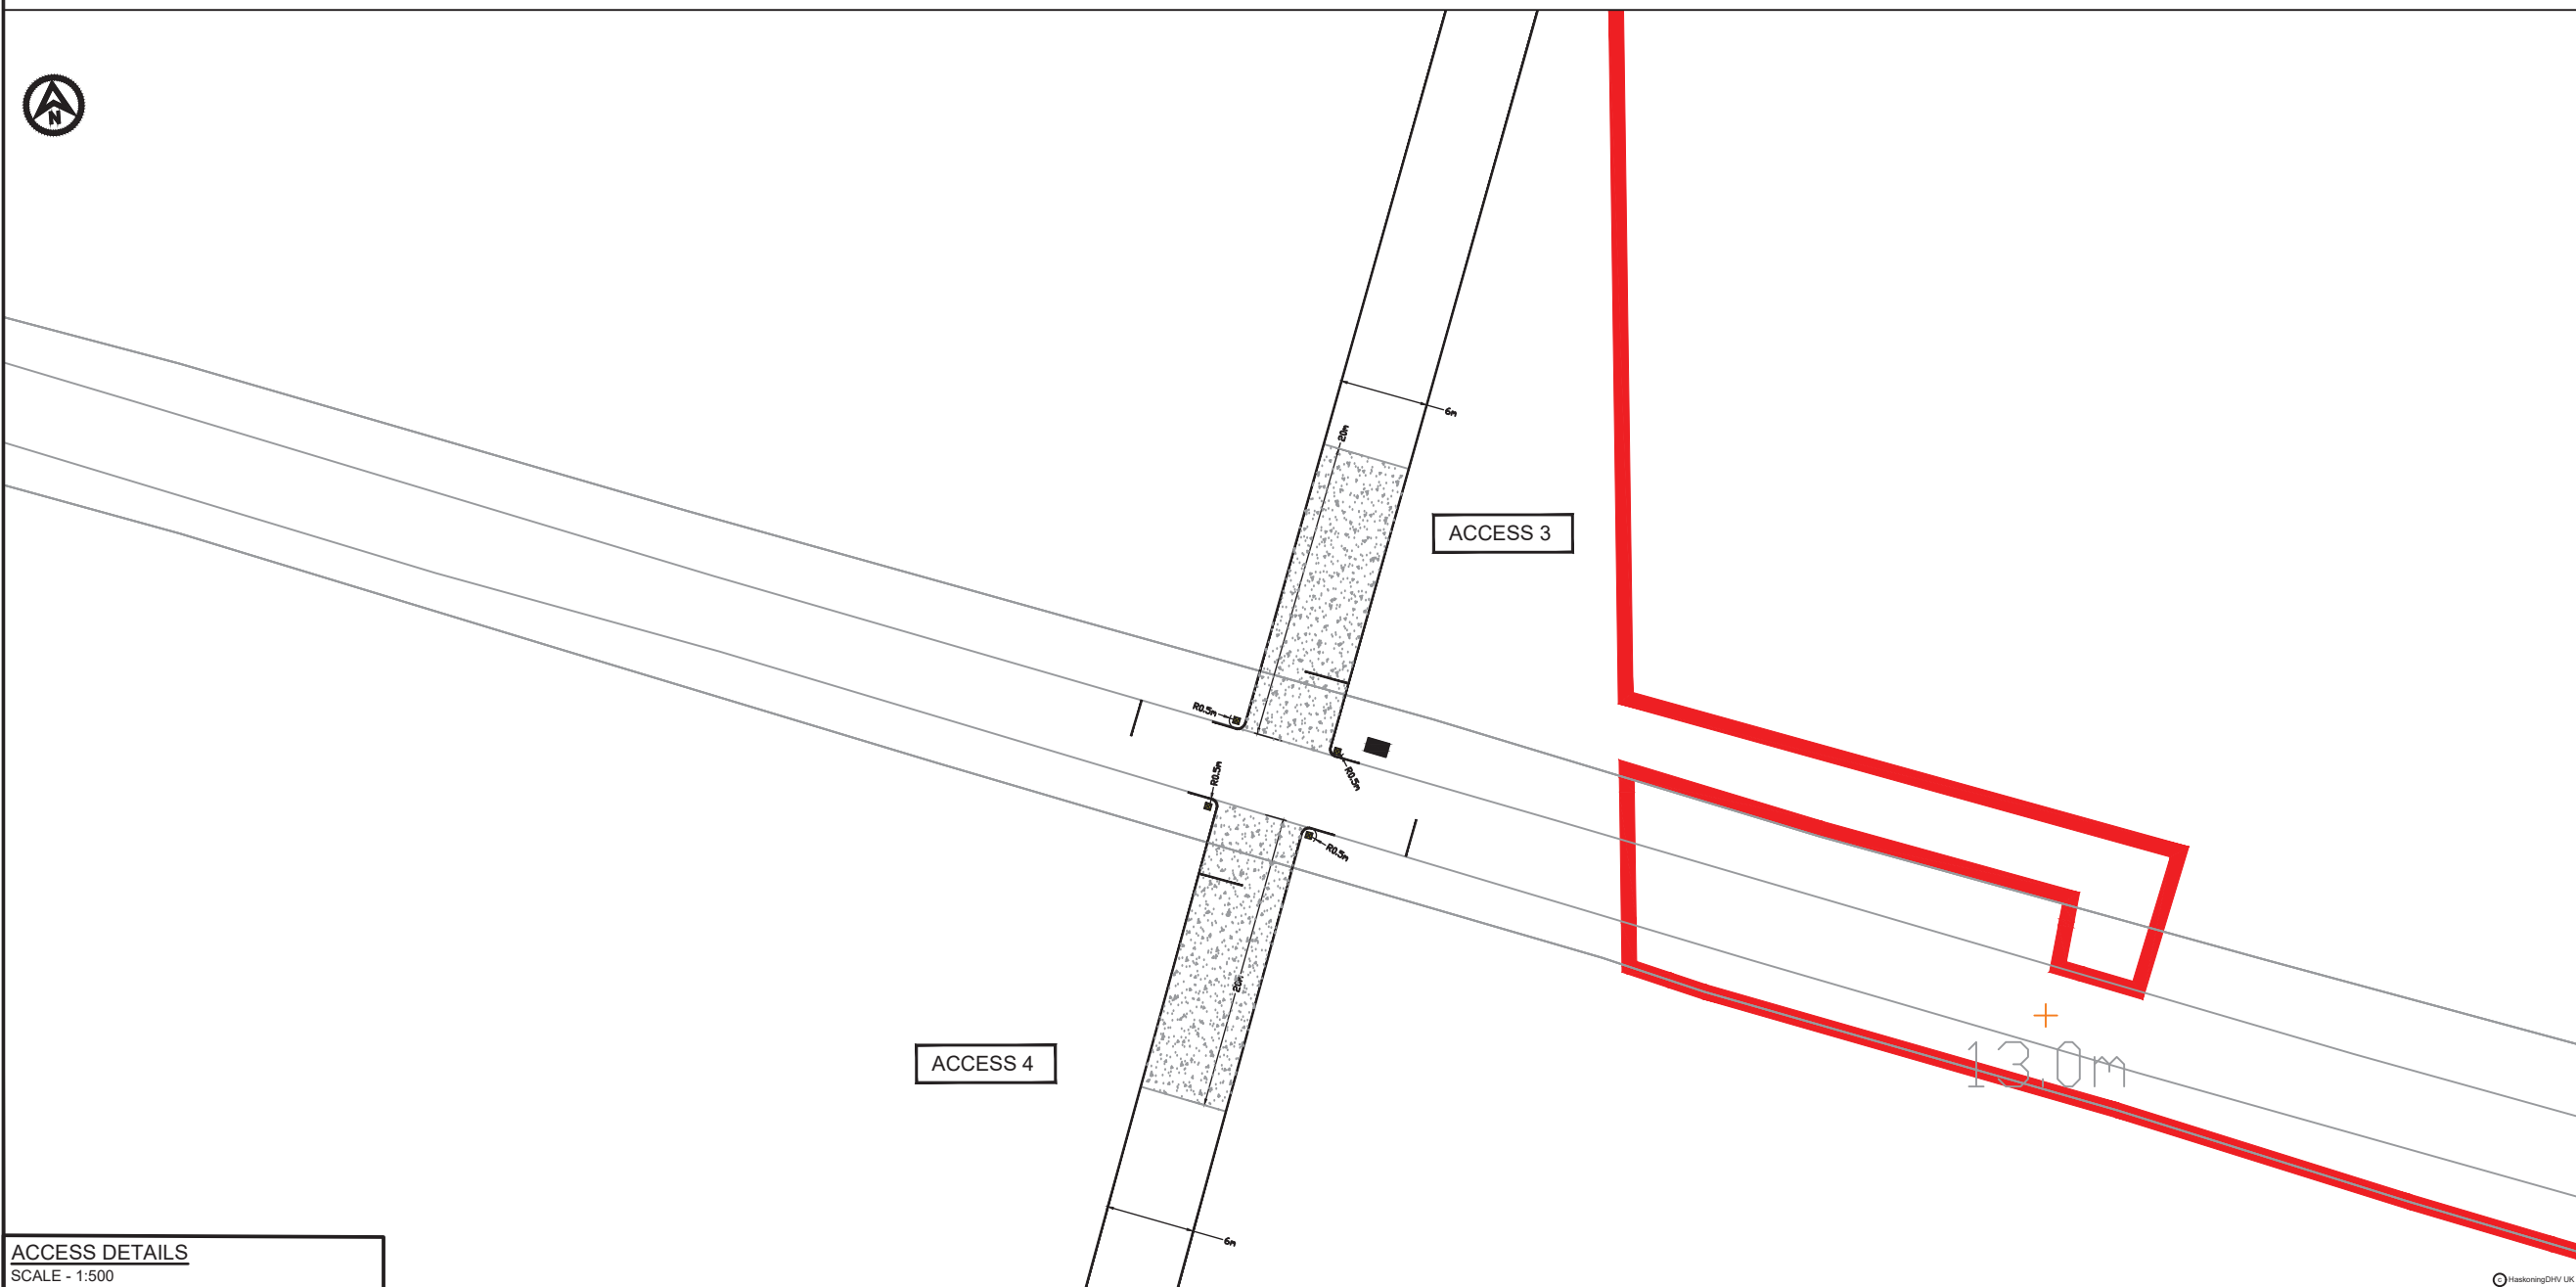 N
6m
20m
ACCESS 3
R0.5m
R0.5m
R0.5m
R0.5m
20m
ACCESS 4
13.0m
6m
ACCESS DETAILS
SCALE - 1:500
© HaskoningDHV UK